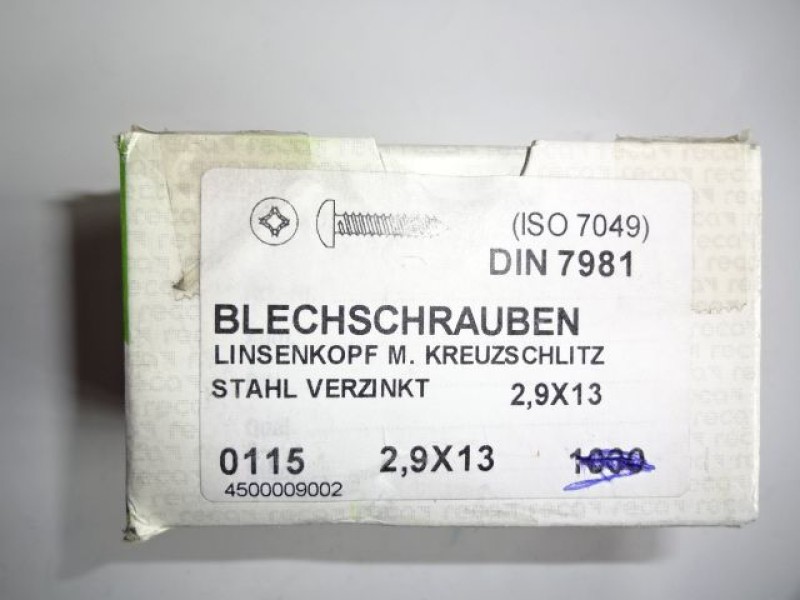 (ISO 7049)
DIN 7981
BLECHSCHRAUBEN
LINSENKOPF M. KREUZSCHLITZ
STAHL VERZINKT 2,9X13
0115 2,9X13 1000
4500009002